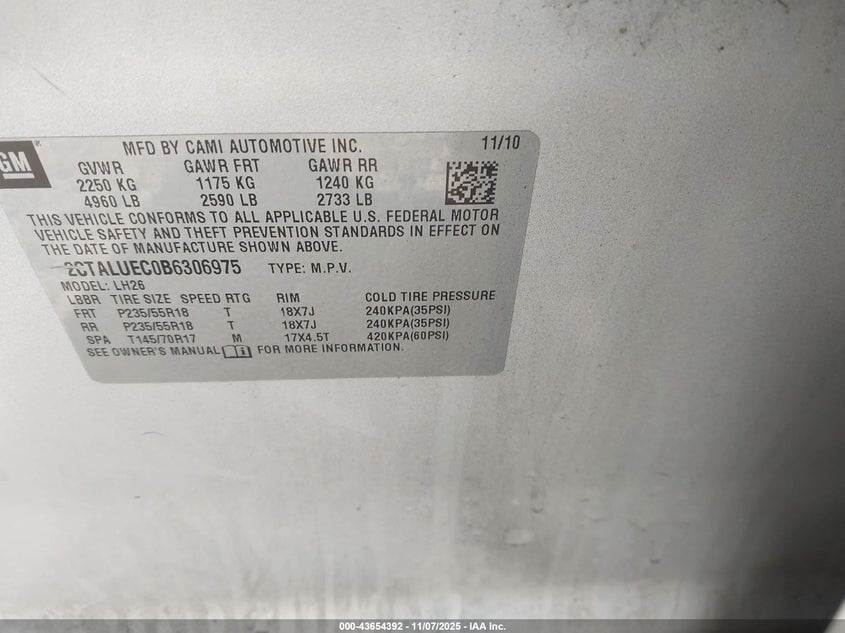 GM
MFD BY CAMI AUTOMOTIVE INC. 11/10
GVWR GAWR FRT GAWR RR
2250 KG 1175 KG 1240 KG
4960 LB 2590 LB 2733 LB
THIS VEHICLE CONFORMS TO ALL APPLICABLE U.S. FEDERAL MOTOR
VEHICLE SAFETY AND THEFT PREVENTION STANDARDS IN EFFECT ON
THE DATE OF MANUFACTURE SHOWN ABOVE.
2CTALUEC0B6306975 TYPE: M.P.V.
MODEL: LH26
LBBR TIRE SIZE SPEED RTG RIM COLD TIRE PRESSURE
FRT P235/55R18 T 18X7J 240KPA(35PSI)
RR P235/55R18 T 18X7J 240KPA(35PSI)
SPA T145/70R17 M 17X4.5T 420KPA(60PSI)
SEE OWNER'S MANUAL FOR MORE INFORMATION.
000-43654392 - 11/07/2025 - IAA Inc.